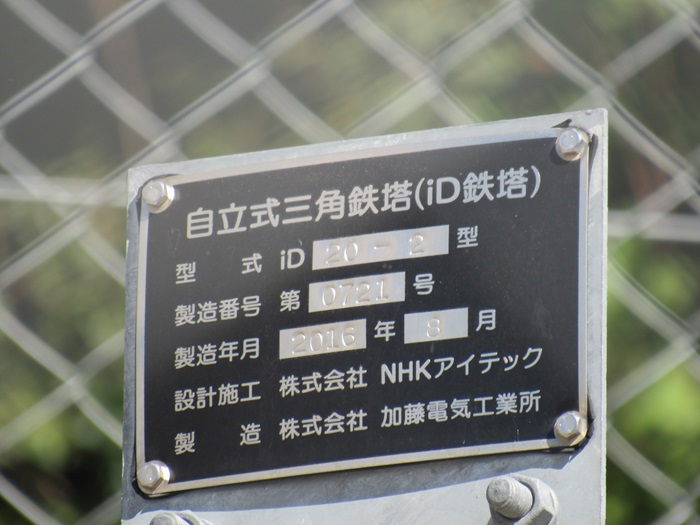 自立式三角鉄塔(iD鉄塔)
型 式 iD 20-2 型
製造番号 第 0721 号
製造年月 2016 年 8 月
設計施工 株式会社 NHKアイテック
製 造 株式会社 加藤電気工業所